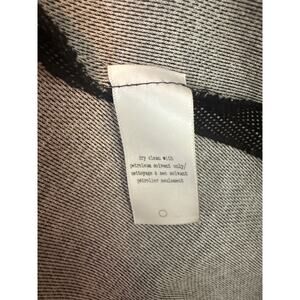 dry clean with
petroleum solvent only/
nettoyage à sec solvant
pétrolier seulement